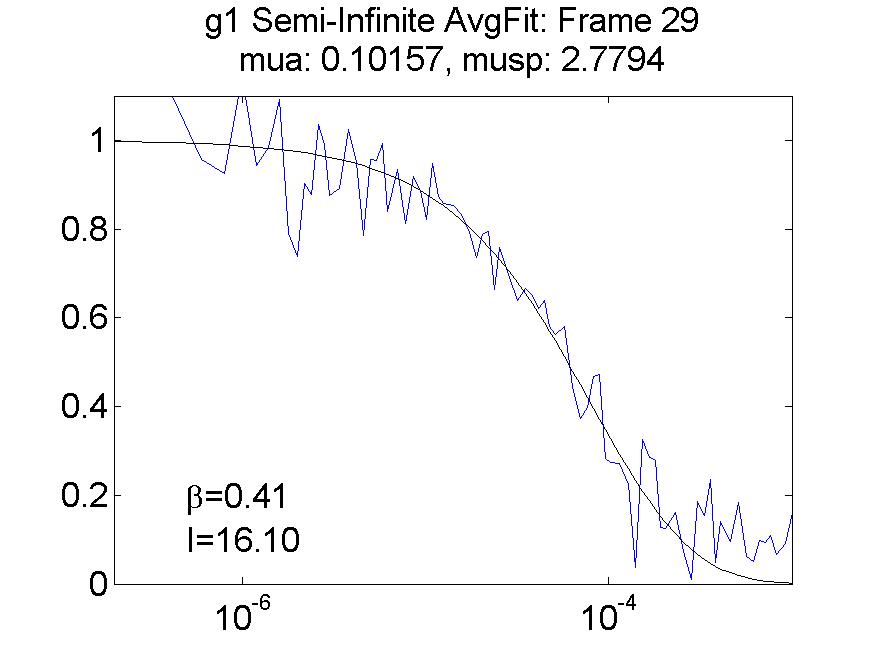 g1 Semi-Infinite AvgFit: Frame 29
mua: 0.10157, musp: 2.7794
1
0.8
0.6
0.4
0.2
0
β=0.41
I=16.10
10^-6
10^-4